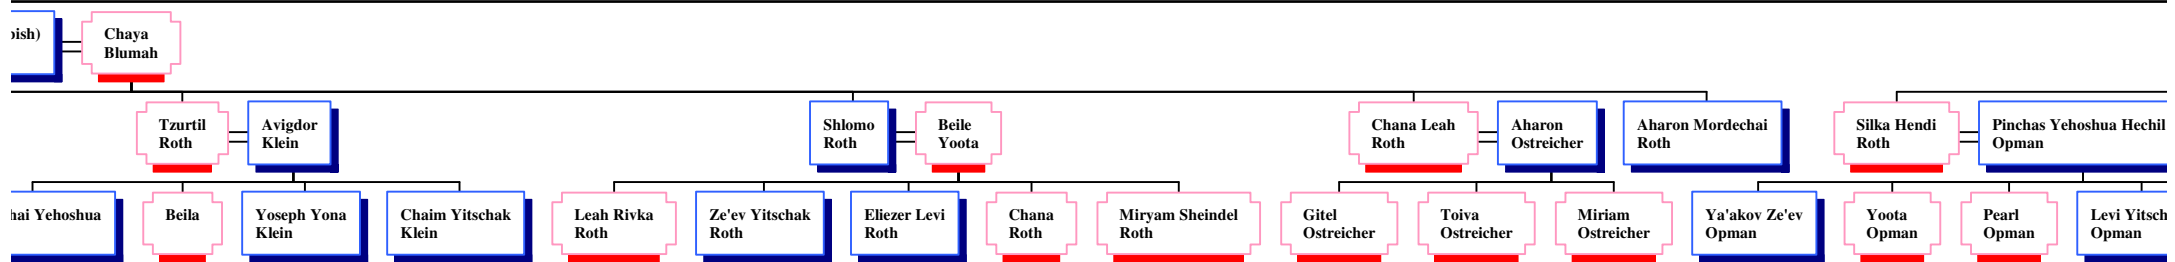 Chaya
Blumah
Tzurtil
Roth
Avigdor
Klein
Shlomo
Roth
Beile
Yoota
Chana Leah
Roth
Aharon
Ostreicher
Aharon Mordechai
Roth
Silka Hendi
Roth
Pinchas Yehoshua Hechil
Opman
Yehoshua
Beila
Yoseph Yona
Klein
Chaim Yitschak
Klein
Leah Rivka
Roth
Ze'ev Yitschak
Roth
Eliezer Levi
Roth
Chana
Roth
Miryam Sheindel
Roth
Gitel
Ostreicher
Toiva
Ostreicher
Miriam
Ostreicher
Ya'akov Ze'ev
Opman
Yoota
Opman
Pearl
Opman
Levi
Opman